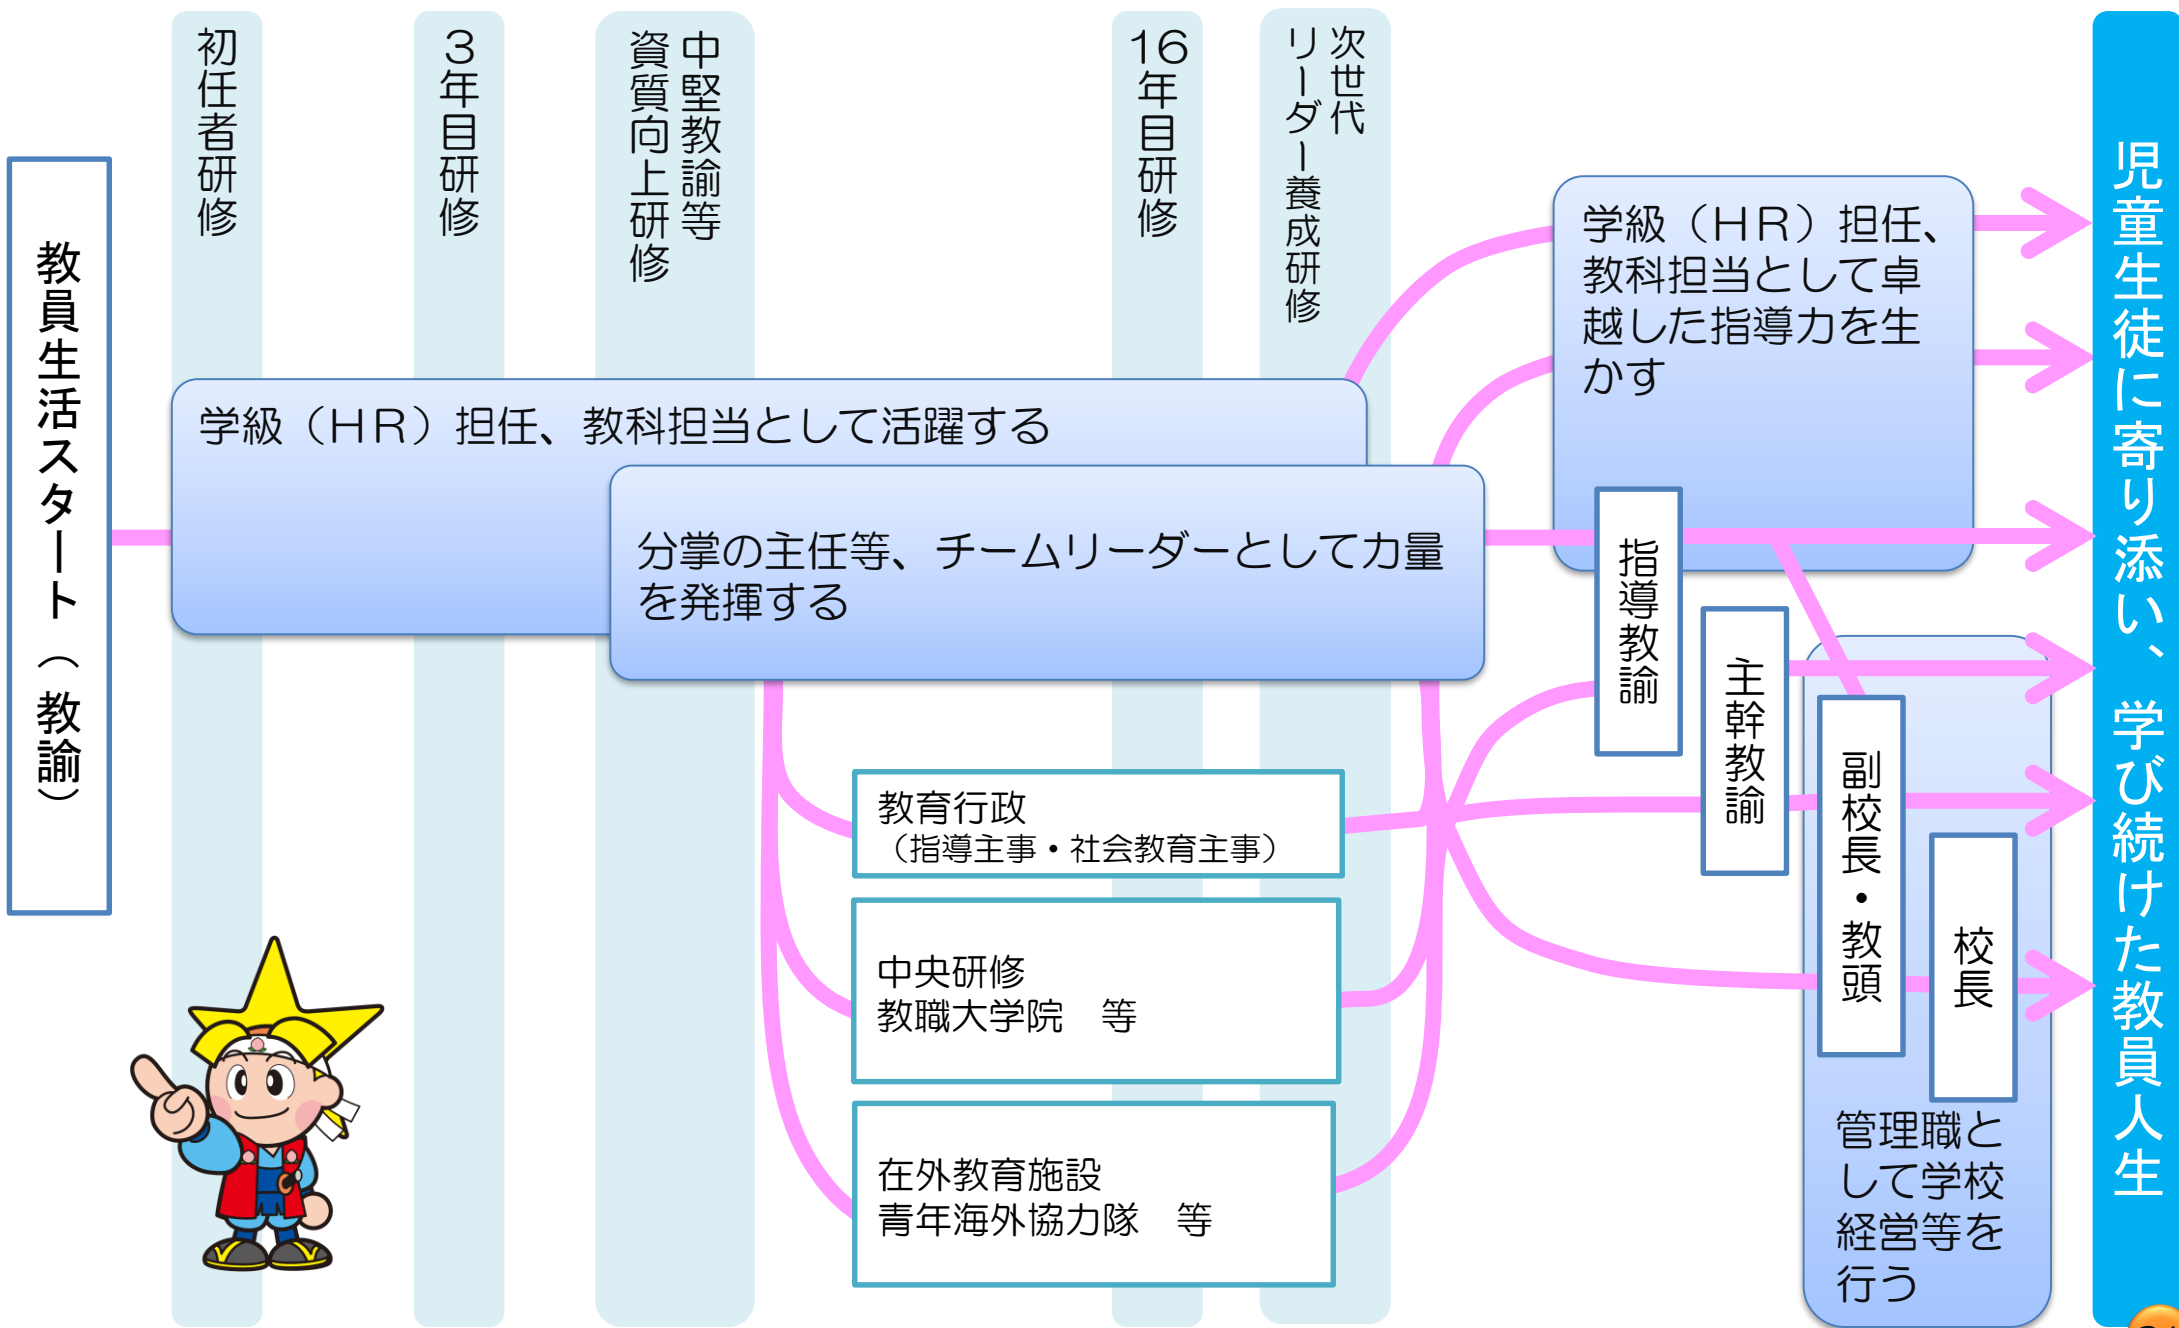 教員生活スタート（教諭）
初任者研修
３年目研修
中堅教諭等
資質向上研修
16年目研修
次世代
リーダー養成研修
学級（ＨＲ）担任、教科担当として活躍する
分掌の主任等、チームリーダーとして力量
を発揮する
教育行政
（指導主事・社会教育主事）
中央研修
教職大学院　等
在外教育施設
青年海外協力隊　等
学級（ＨＲ）担任、
教科担当として卓
越した指導力を生
かす
指導教諭
主幹教諭
副校長・教頭
校長
管理職と
して学校
経営等を
行う
児童生徒に寄り添い、学び続けた教員人生